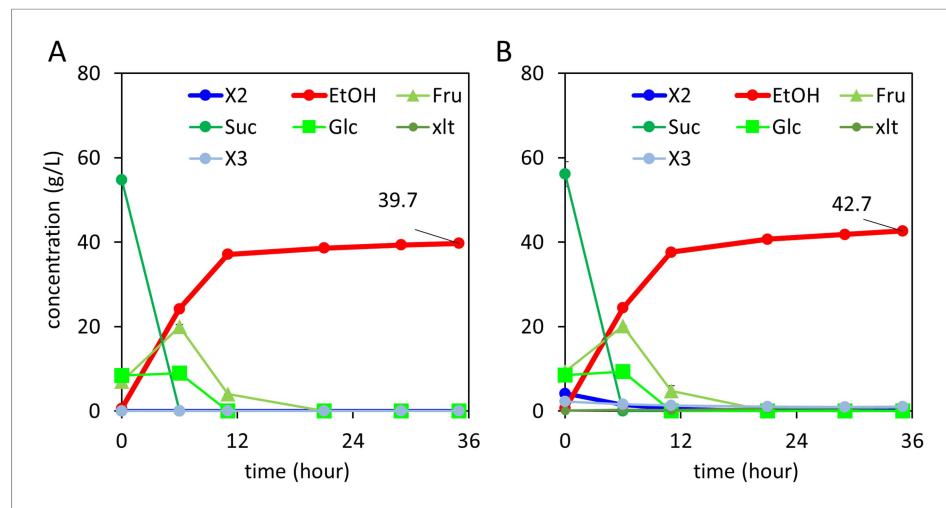 A
80
60
40
20
0
concentration (g/L)
X2 EtOH Fru
Suc Glc xlt
X3
39.7
0 12 24 36
time (hour)
B
80
60
40
20
0
X2 EtOH Fru
Suc Glc xlt
X3
42.7
0 12 24 36
time (hour)